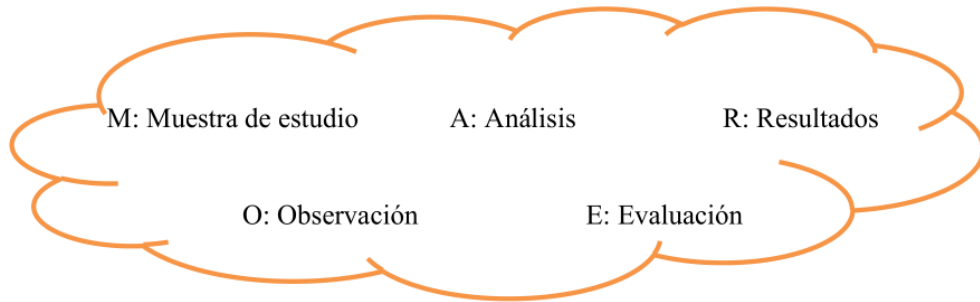 M: Muestra de estudio A: Análisis R: Resultados
O: Observación E: Evaluación